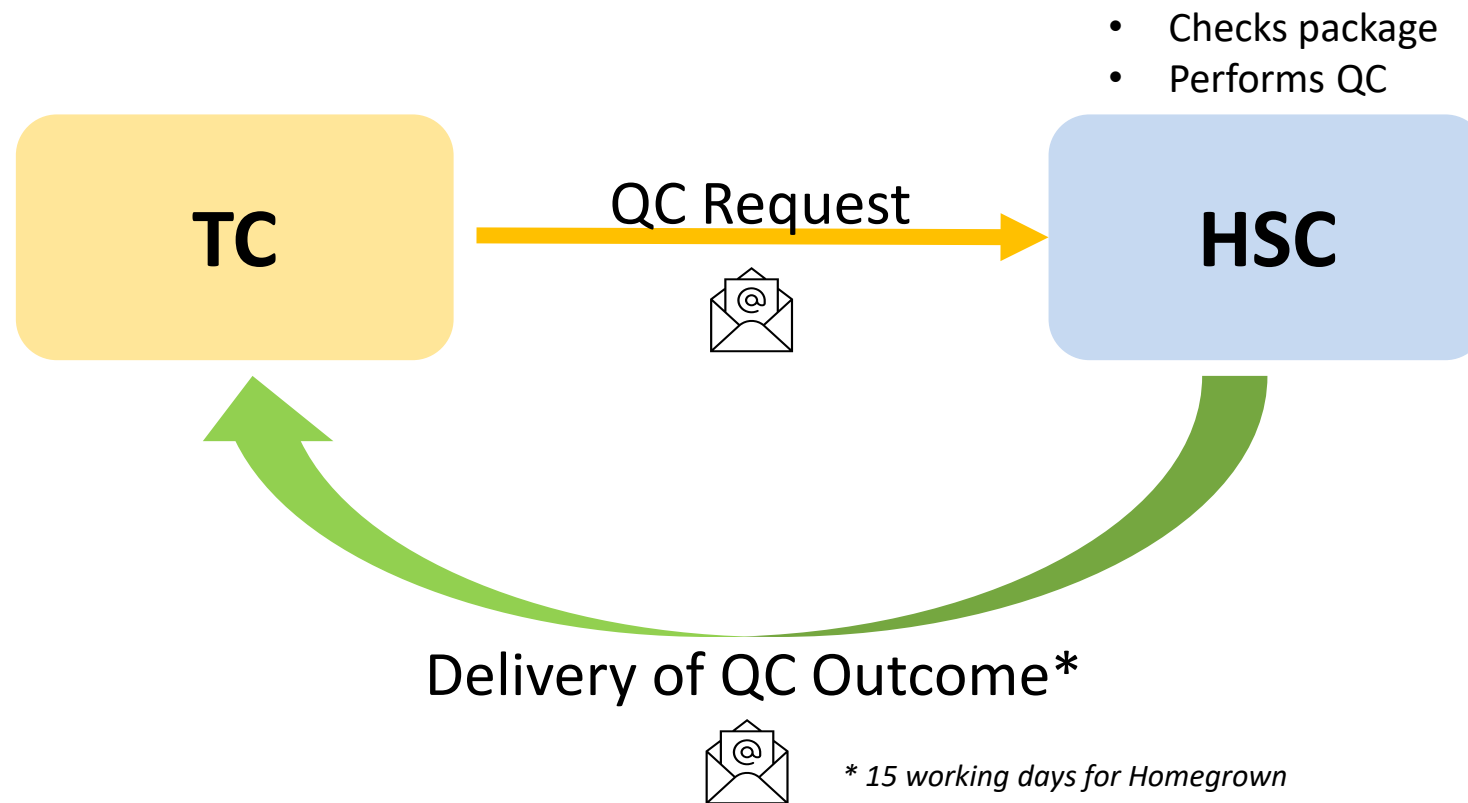 • Checks package
• Performs QC
TC
QC Request
HSC
Delivery of QC Outcome*
* 15 working days for Homegrown